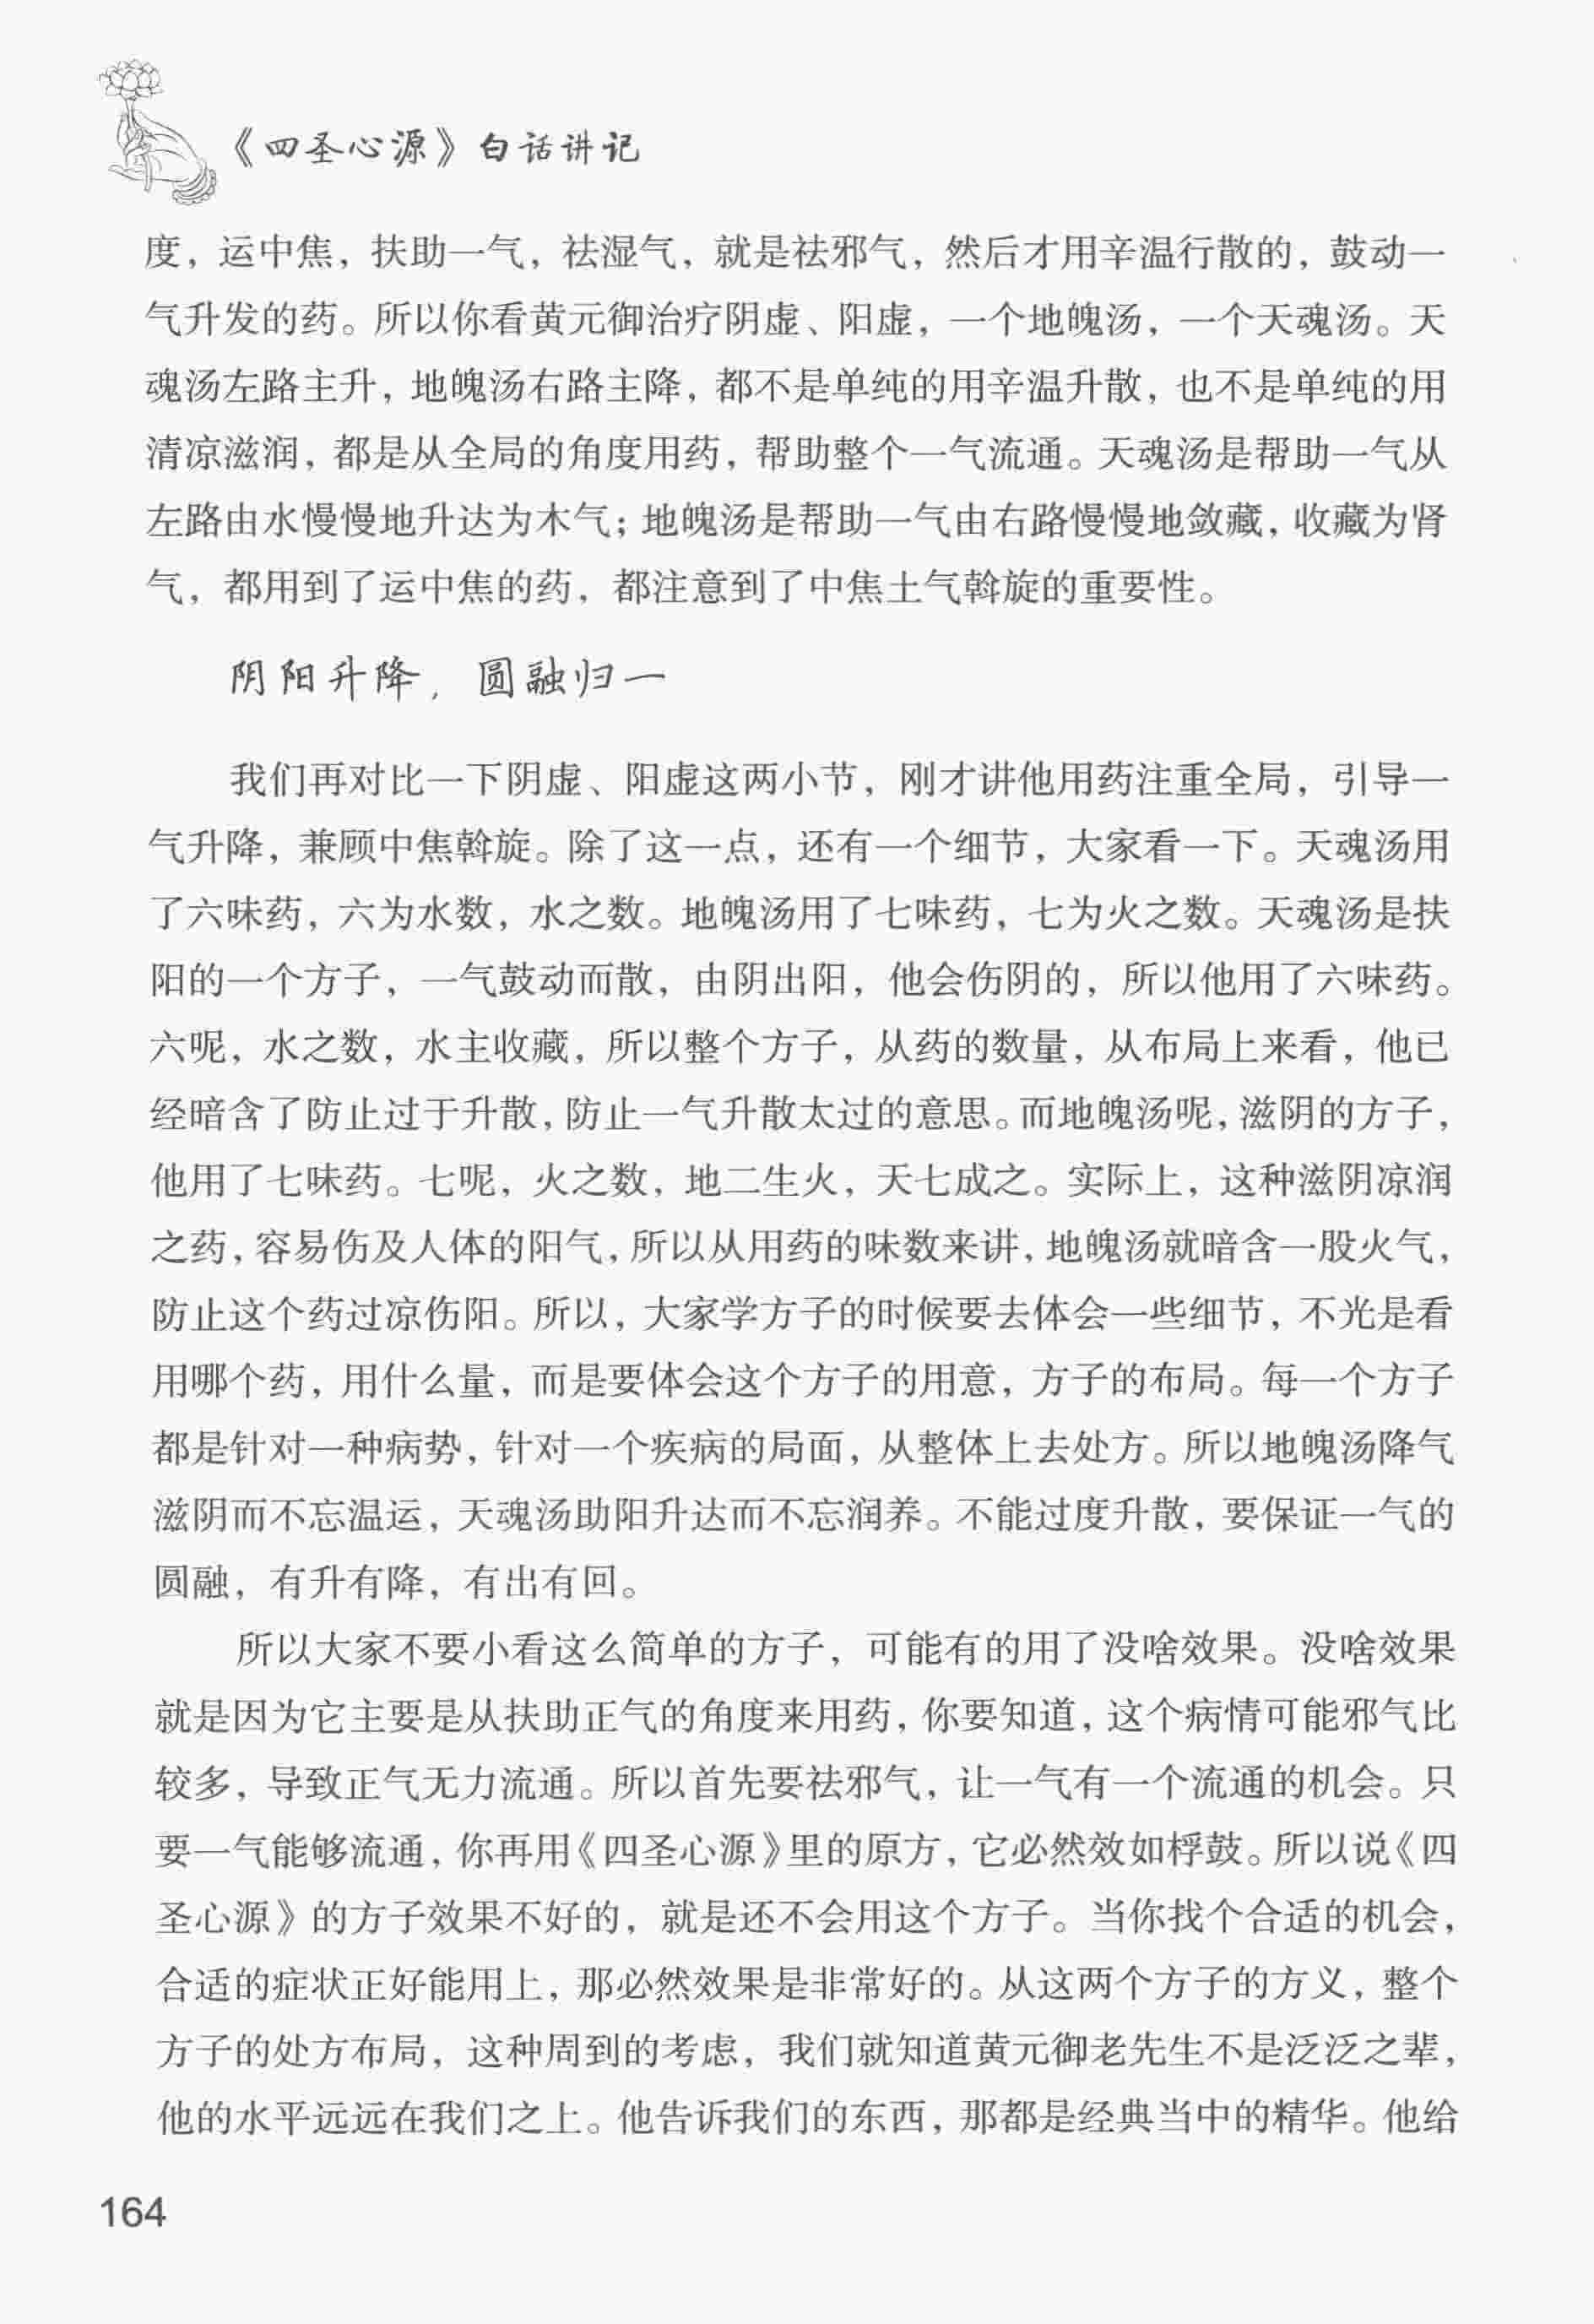 《四圣心源》白话讲记
度，运中焦，扶助一气，祛湿气，就是祛邪气，然后才用辛温行散的，鼓动一
气升发的药。所以你看黄元御治疗阴虚、阳虚，一个地魄汤，一个天魂汤。天
魂汤左路主升，地魄汤右路主降，都不是单纯的用辛温升散，也不是单纯的用
清凉滋润，都是从全局的角度用药，帮助整个一气流通。天魂汤是帮助一气从
左路由水慢慢地升达为木气；地魄汤是帮助一气由右路慢慢地敛藏，收藏为肾
气，都用到了运中焦的药，都注意到了中焦土气斡旋的重要性。
阴阳升降，圆融归一
我们再对比一下阴虚、阳虚这两小节，刚才讲他用药注重全局，引导一
气升降，兼顾中焦斡旋。除了这一点，还有一个细节，大家看一下。天魂汤用
了六味药，六为水数，水之数。地魄汤用了七味药，七为火之数。天魂汤是扶
阳的一个方子，一气鼓动而散，由阴出阳，他会伤阴的，所以他用了六味药。
六呢，水之数，水主收藏，所以整个方子，从药的数量，从布局上来看，他已
经暗含了防止过于升散，防止一气升散太过的意思。而地魄汤呢，滋阴的方子，
他用了七味药。七呢，火之数，地二生火，天七成之。实际上，这种滋阴凉润
之药，容易伤及人体的阳气，所以从用药的味数来讲，地魄汤就暗含一股火气，
防止这个药过凉伤阳。所以，大家学方子的时候要去体会一些细节，不光是看
用哪个药，用什么量，而是要体会这个方子的用意，方子的布局。每一个方子
都是针对一种病势，针对一个疾病的局面，从整体上去处方。所以地魄汤降气
滋阴而不忘温运，天魂汤助阳升达而不忘润养。不能过度升散，要保证一气的
圆融，有升有降，有出有回。
所以大家不要小看这么简单的方子，可能有的用了没啥效果。没啥效果
就是因为它主要是从扶助正气的角度来用药，你要知道，这个病情可能邪气比
较多，导致正气无力流通。所以首先要祛邪气，让一气有一个流通的机会。只
要一气能够流通，你再用《四圣心源》里的原方，它必然效如桴鼓。所以说《四
圣心源》的方子效果不好的，就是还不会用这个方子。当你找个合适的机会，
合适的症状正好能用上，那必然效果是非常好的。从这两个方子的方义，整个
方子的处方布局，这种周到的考虑，我们就知道黄元御老先生不是泛泛之辈，
他的水平远远在我们之上。他告诉我们的东西，那都是经典当中的精华。他给
164